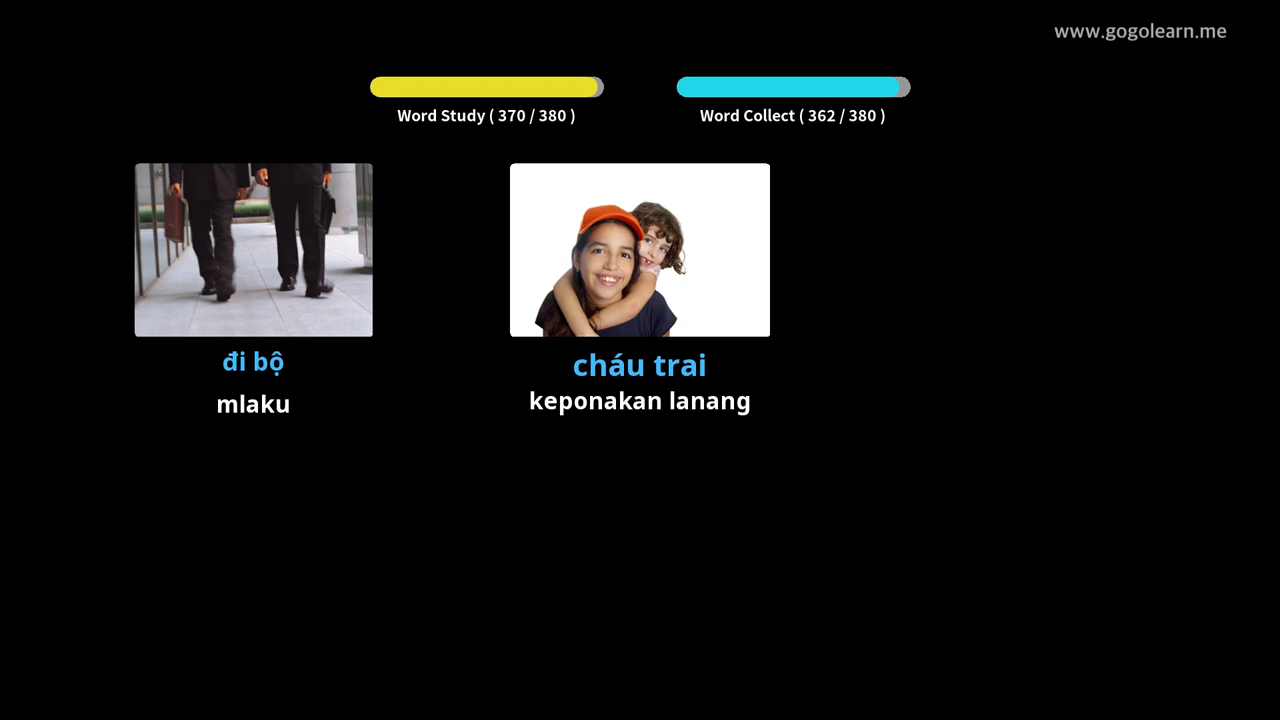 www.gogolearn.me
Word Study ( 370 / 380 )
Word Collect ( 362 / 380 )
đi bộ
mlaku
cháu trai
keponakan lanang